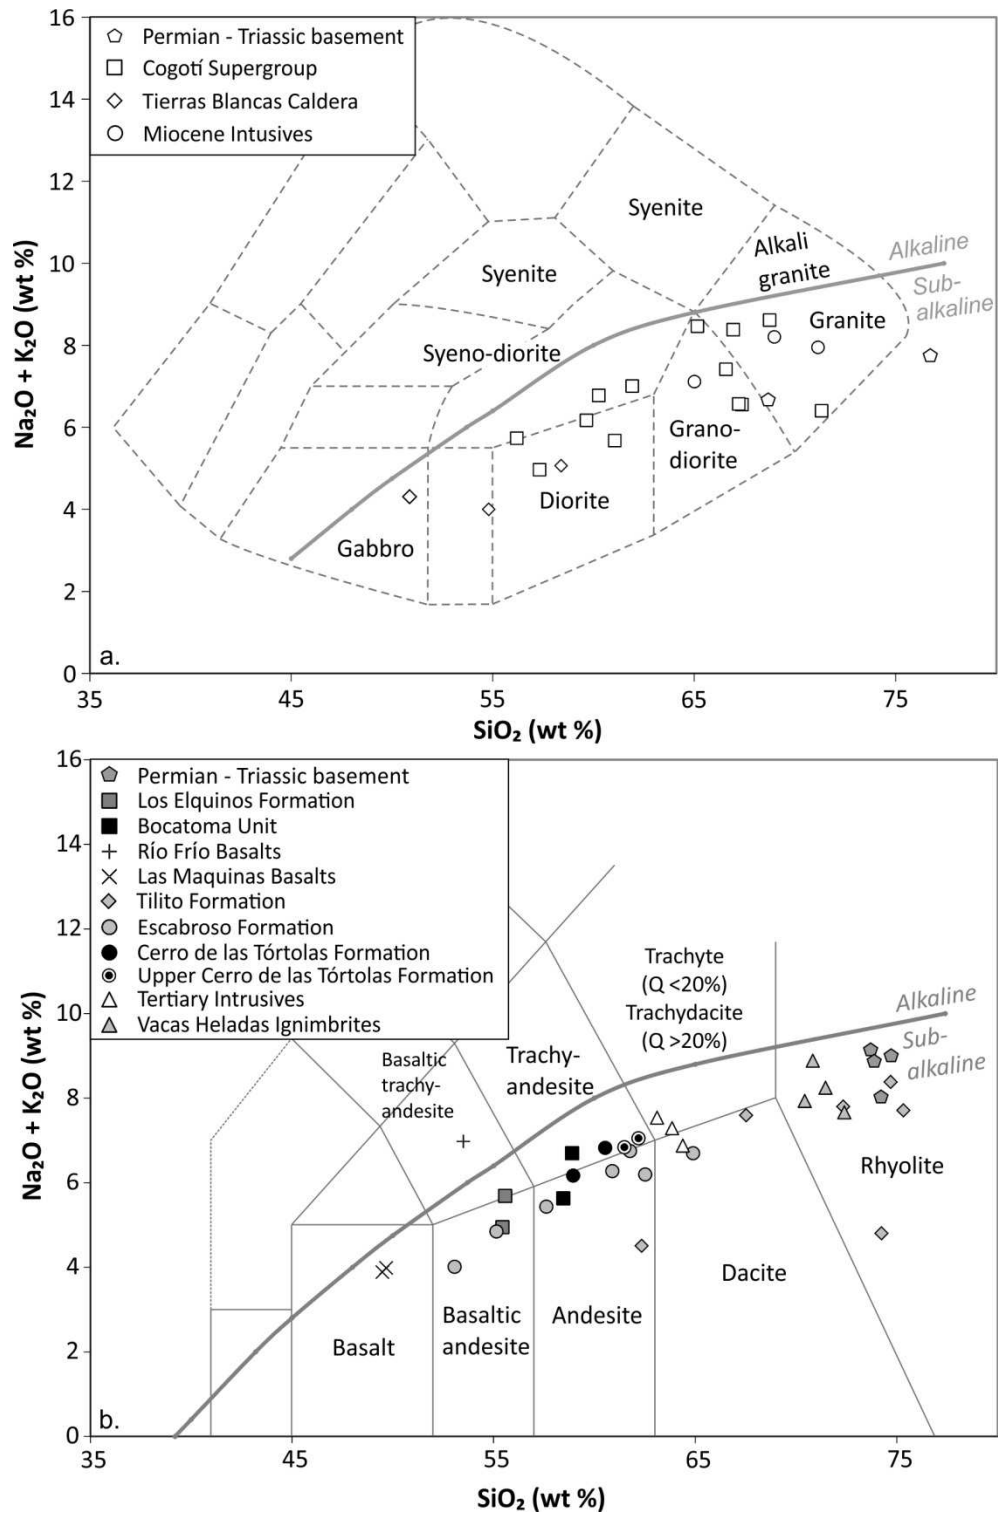 16
14
12
10
8
6
4
2
0
Na₂O + K₂O (wt %)
Permian - Triassic basement
Cogotí Supergroup
Tierras Blancas Caldera
Miocene Intusives
Syenite
Alkali
granite
Alkaline
Sub-
alkaline
Syenite
Granite
Syeno-diorite
Grano-
diorite
Diorite
Gabbro
a.
35
45
55
65
75
SiO₂ (wt %)
16
14
12
10
8
6
4
2
0
Na₂O + K₂O (wt %)
Permian - Triassic basement
Los Elquinos Formation
Bocatoma Unit
Río Frío Basalts
Las Maquinas Basalts
Tilito Formation
Escabroso Formation
Cerro de las Tórtolas Formation
Upper Cerro de las Tórtolas Formation
Tertiary Intrusives
Vacas Heladas Ignimbrites
Trachyte
(Q <20%)
Trachydacite
(Q >20%)
Alkaline
Sub-
alkaline
Basaltic
trachy-
andesite
Trachy-
andesite
Rhyolite
Dacite
Basaltic
andesite
Andesite
Basalt
b.
35
45
55
65
75
SiO₂ (wt %)